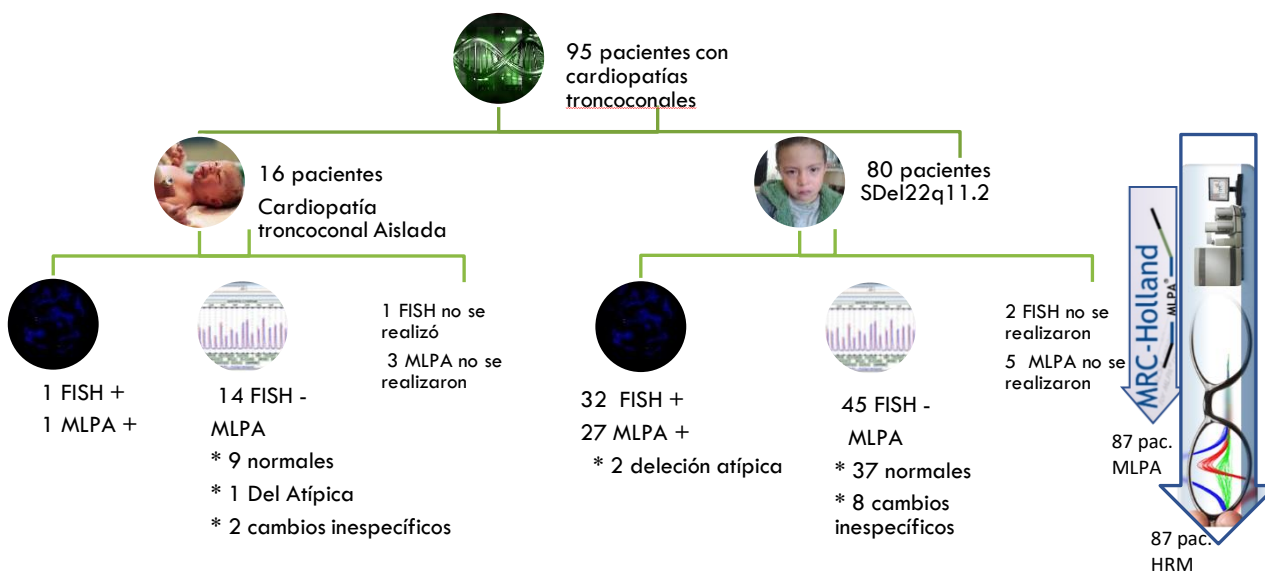 95 pacientes con
cardiopatías
troncoconales
16 pacientes
Cardiopatía
troncoconal Aislada
80 pacientes
SDel22q11.2
1 FISH +
1 MLPA +
14 FISH -
MLPA
* 9 normales
* 1 Del Atípica
* 2 cambios inespecíficos
1 FISH no se
realizó
3 MLPA no se
realizaron
32 FISH +
27 MLPA +
* 2 deleción atípica
45 FISH -
MLPA
* 37 normales
* 8 cambios
inespecíficos
2 FISH no se
realizaron
5 MLPA no se
realizaron
MRC-Holland
MLPA®
87 pac.
MLPA
87 pac.
HRM